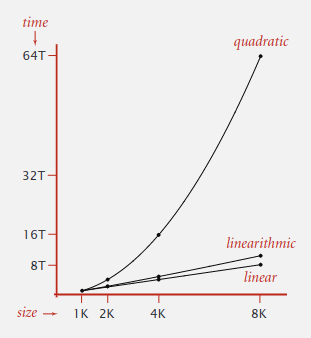 time
quadratic
64T
32T
16T
linearithmic
8T
linear
size
1K 2K 4K 8K